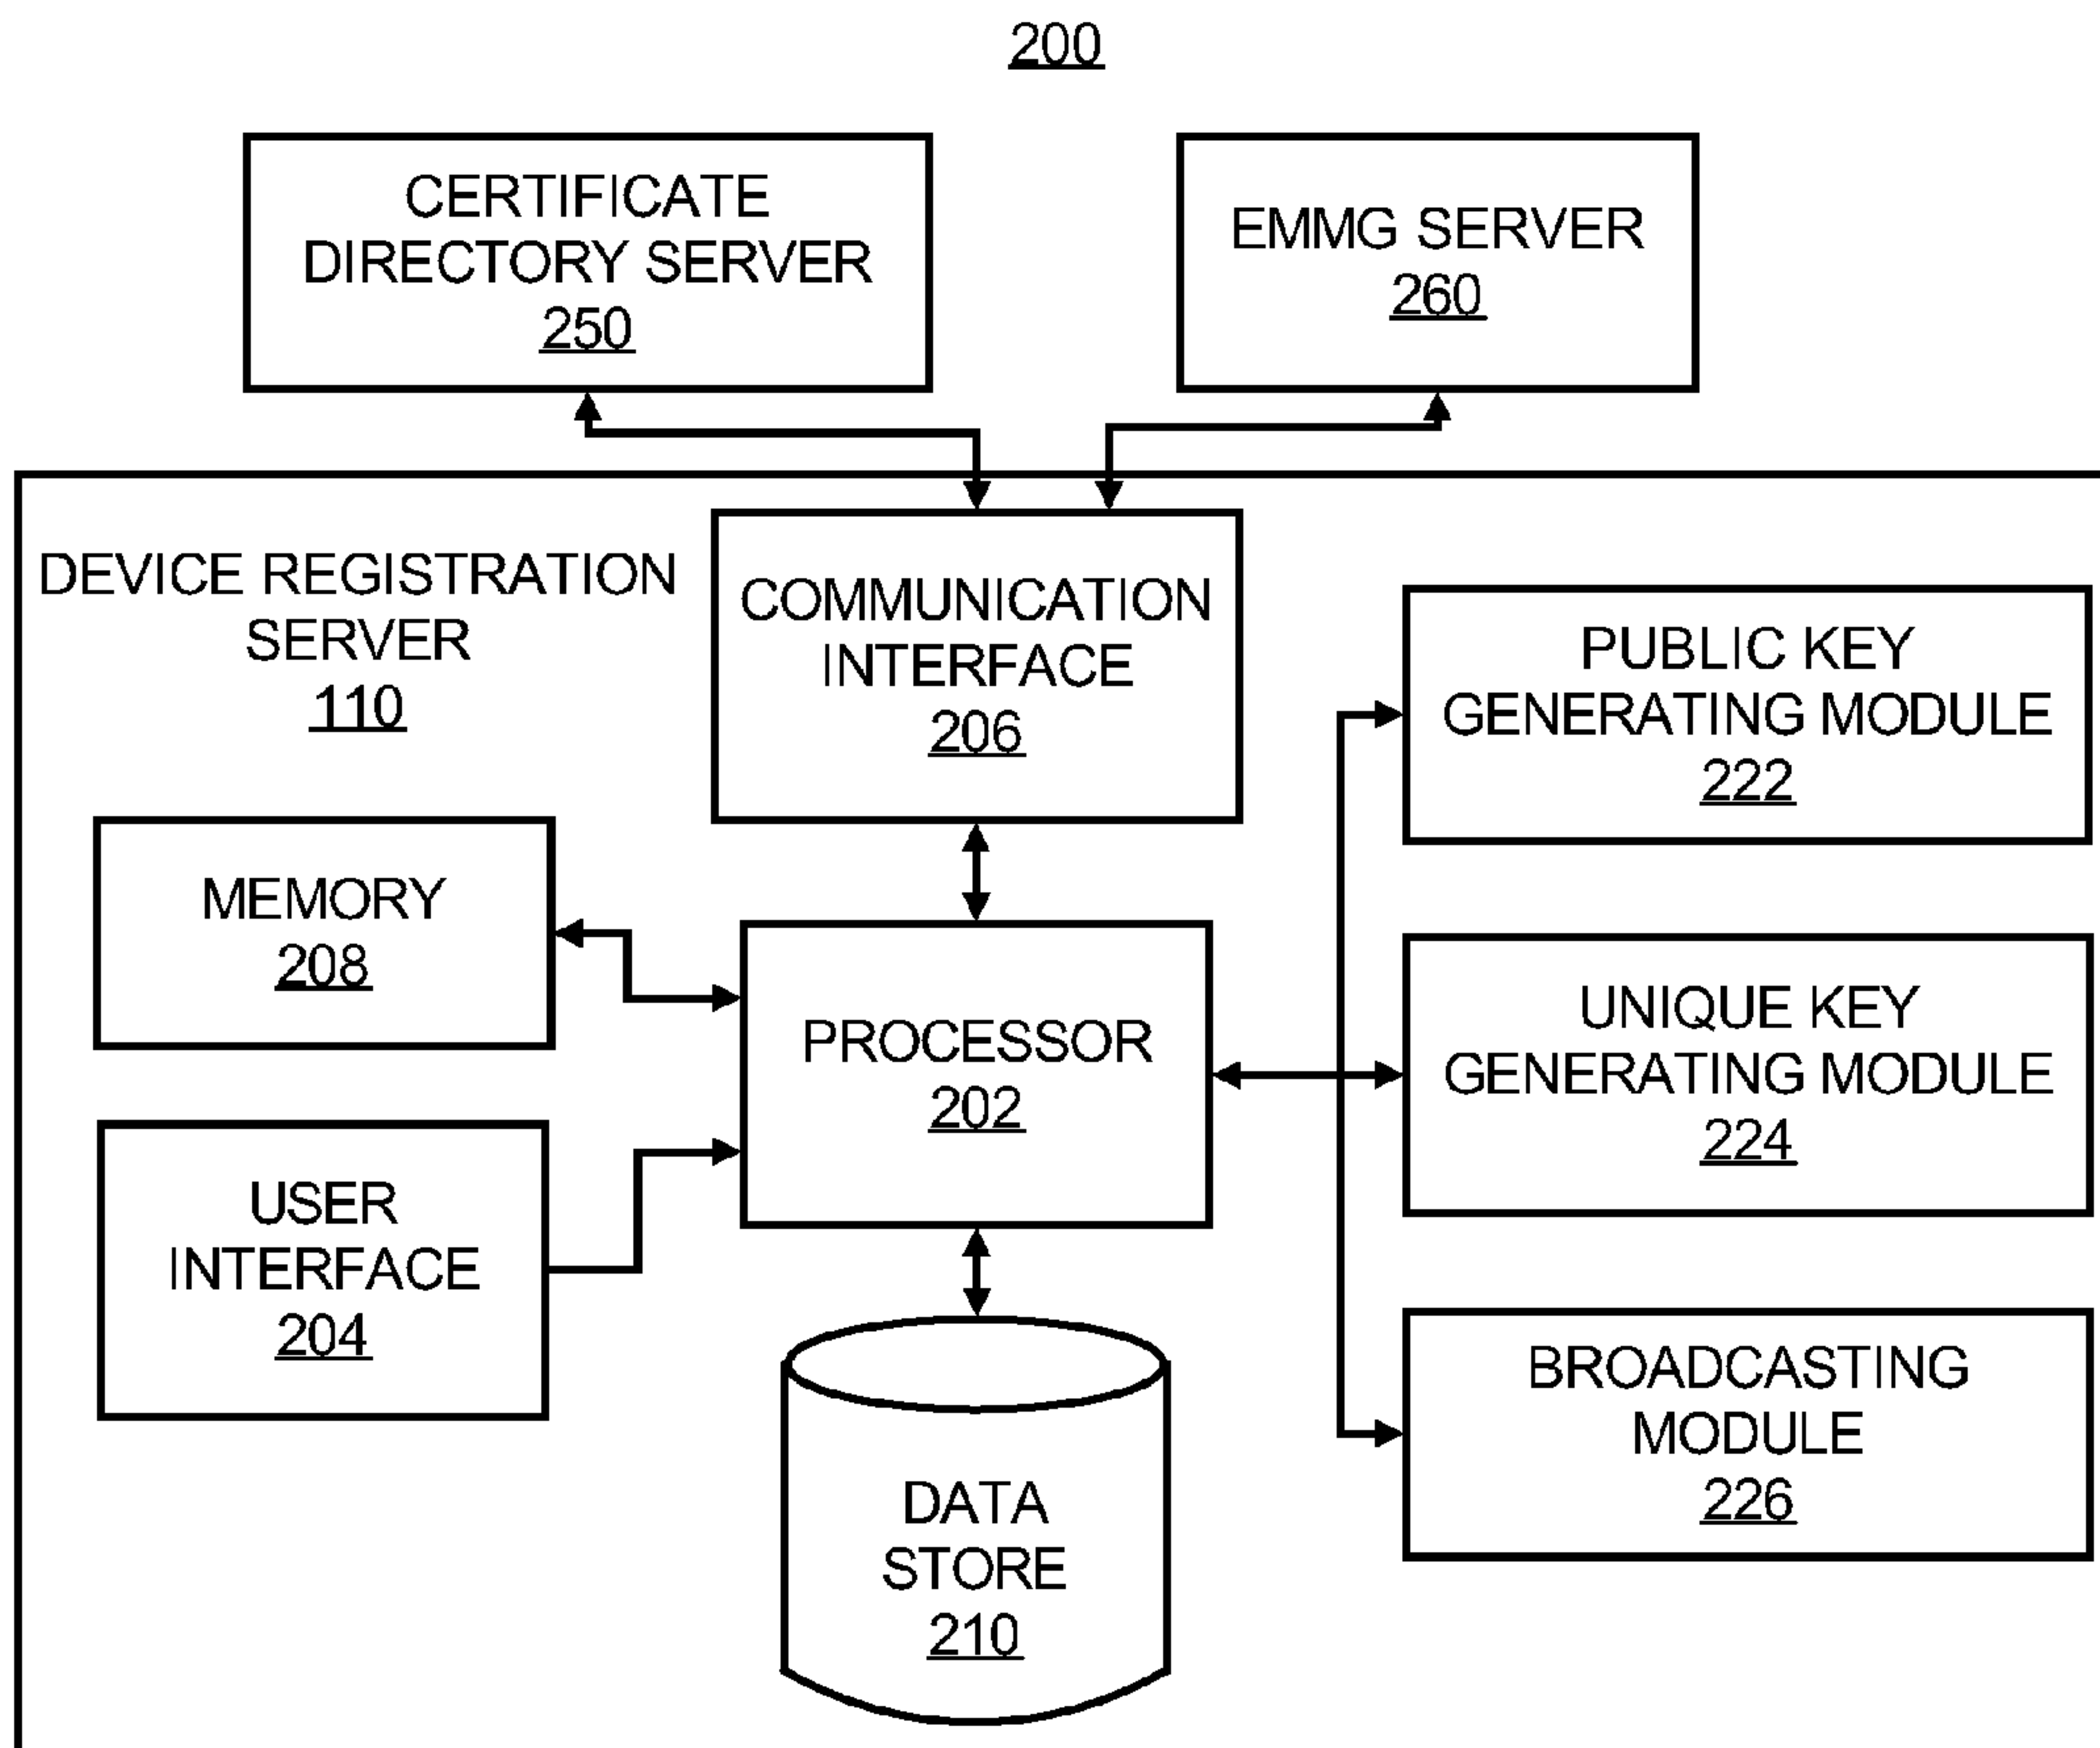 200
CERTIFICATE
DIRECTORY SERVER
250
EMMG SERVER
260
DEVICE REGISTRATION
SERVER
110
COMMUNICATION
INTERFACE
206
PUBLIC KEY
GENERATING MODULE
222
MEMORY
208
PROCESSOR
202
UNIQUE KEY
GENERATING MODULE
224
USER
INTERFACE
204
BROADCASTING
MODULE
226
DATA
STORE
210